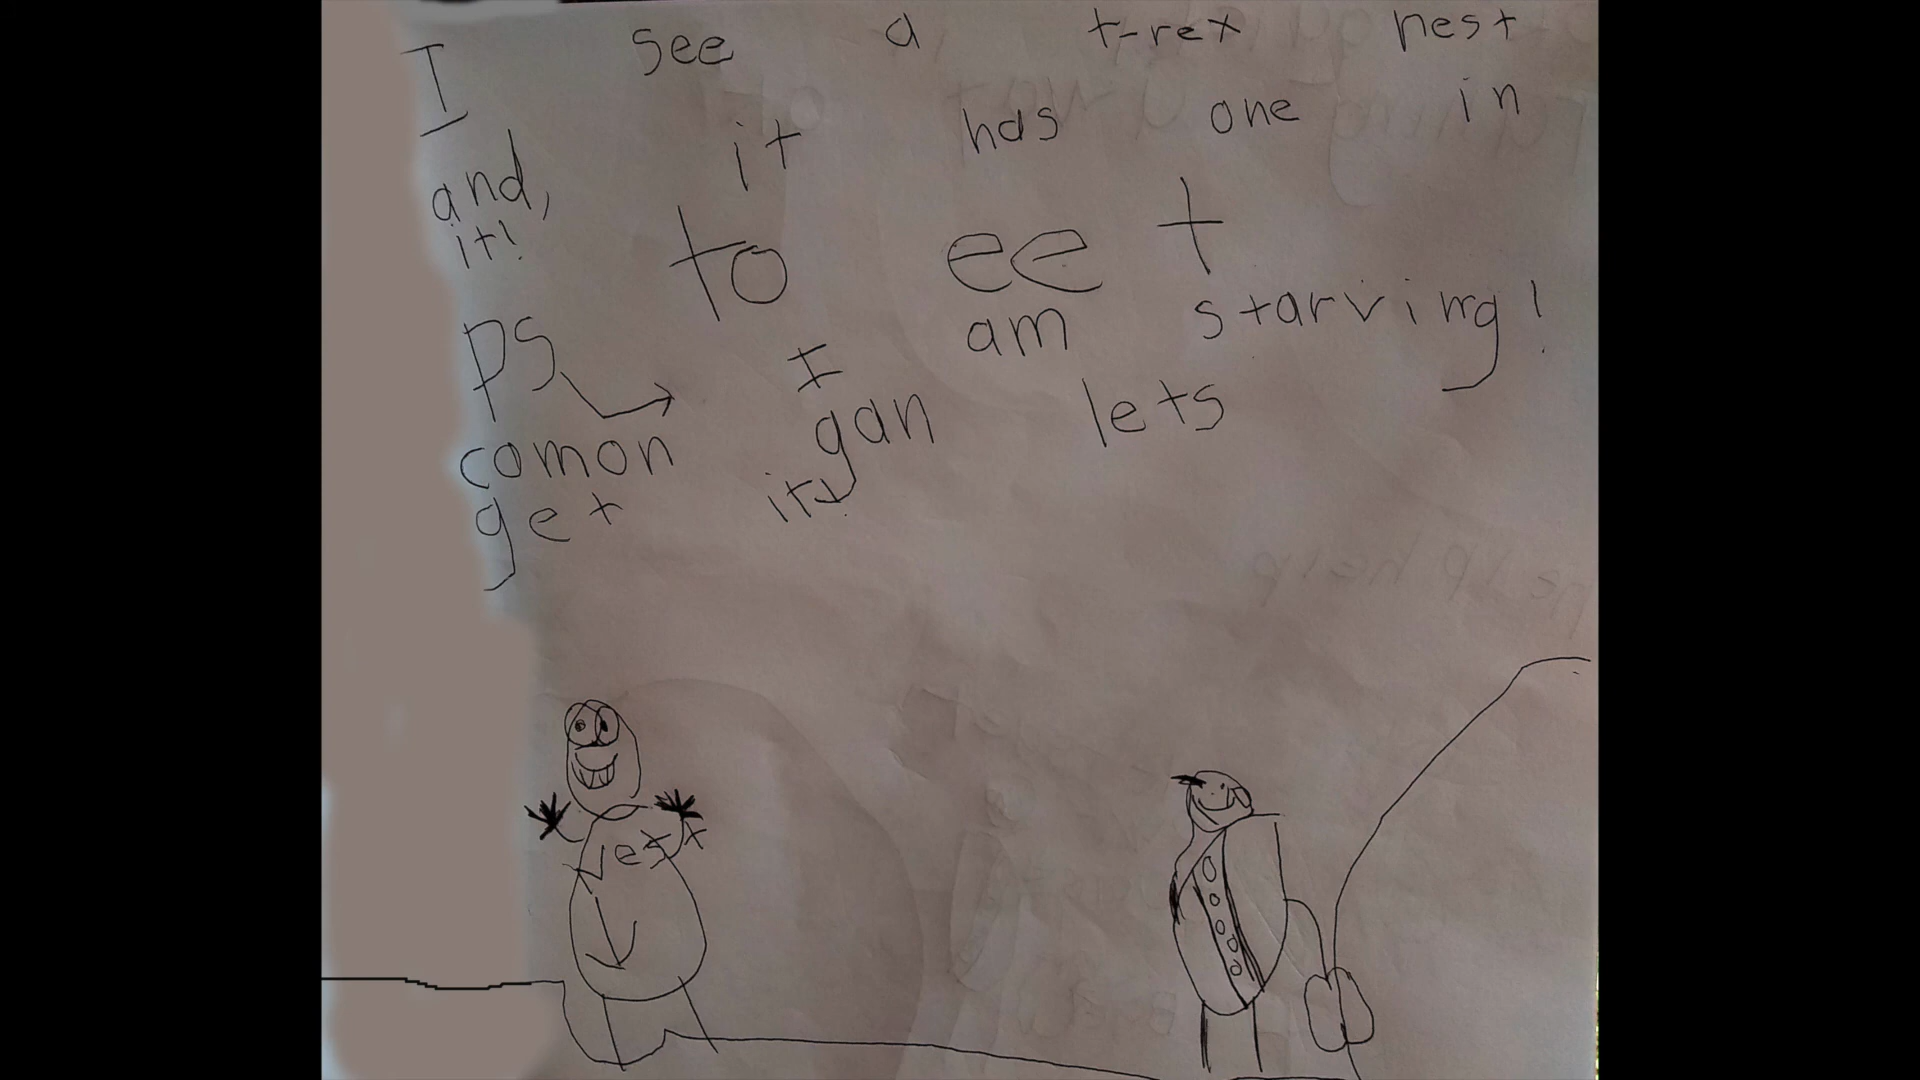 I see a t-rex nest
and, it has one in
it! to eet
ps I am starving!
comon gan lets
get it!
Vest